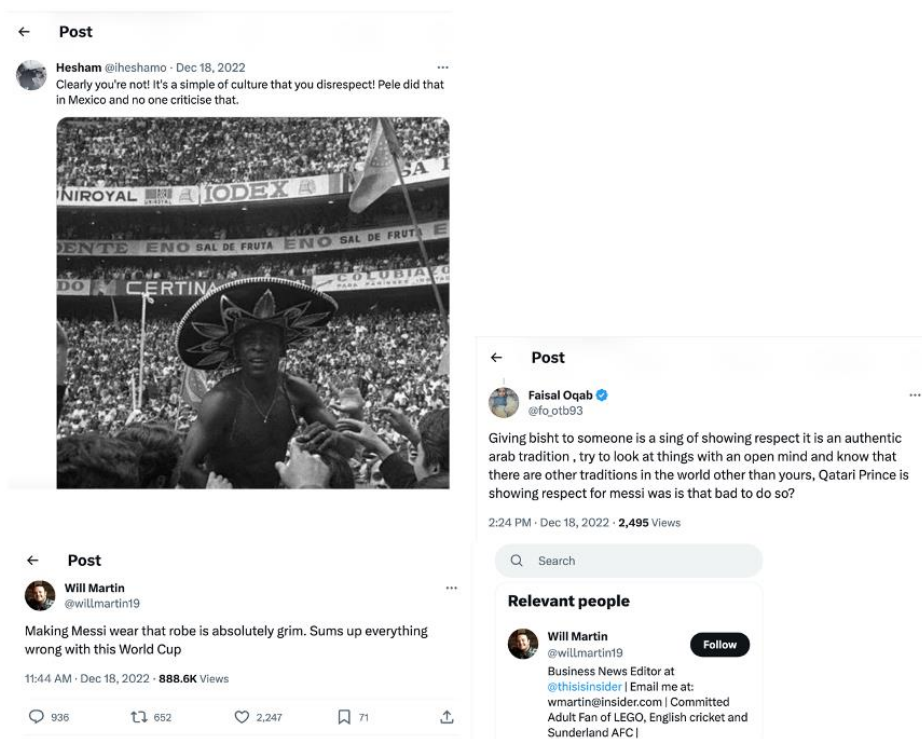 ← Post
Hesham @iheshamo · Dec 18, 2022
Clearly you're not! It's a simple of culture that you disrespect! Pele did that
in Mexico and no one criticise that.
UNIROYAL UNIROYAL IODEX SA
DENTE ENO SAL DE FRUTA ENO SAL DE FRUTA E
DO CERTINA COLUBIAZO
← Post
Faisal Oqab
@fo_otb93
Giving bisht to someone is a sing of showing respect it is an authentic
arab tradition , try to look at things with an open mind and know that
there are other traditions in the world other than yours, Qatari Prince is
showing respect for messi was is that bad to do so?
2:24 PM · Dec 18, 2022 · 2,495 Views
← Post
Will Martin
@willmartin19
Making Messi wear that robe is absolutely grim. Sums up everything
wrong with this World Cup
11:44 AM · Dec 18, 2022 · 888.6K Views
936 652 2,247 71
Search
Relevant people
Will Martin
@willmartin19
Follow
Business News Editor at
@thisisinsider | Email me at:
wmartin@insider.com | Committed
Adult Fan of LEGO, English cricket and
Sunderland AFC |